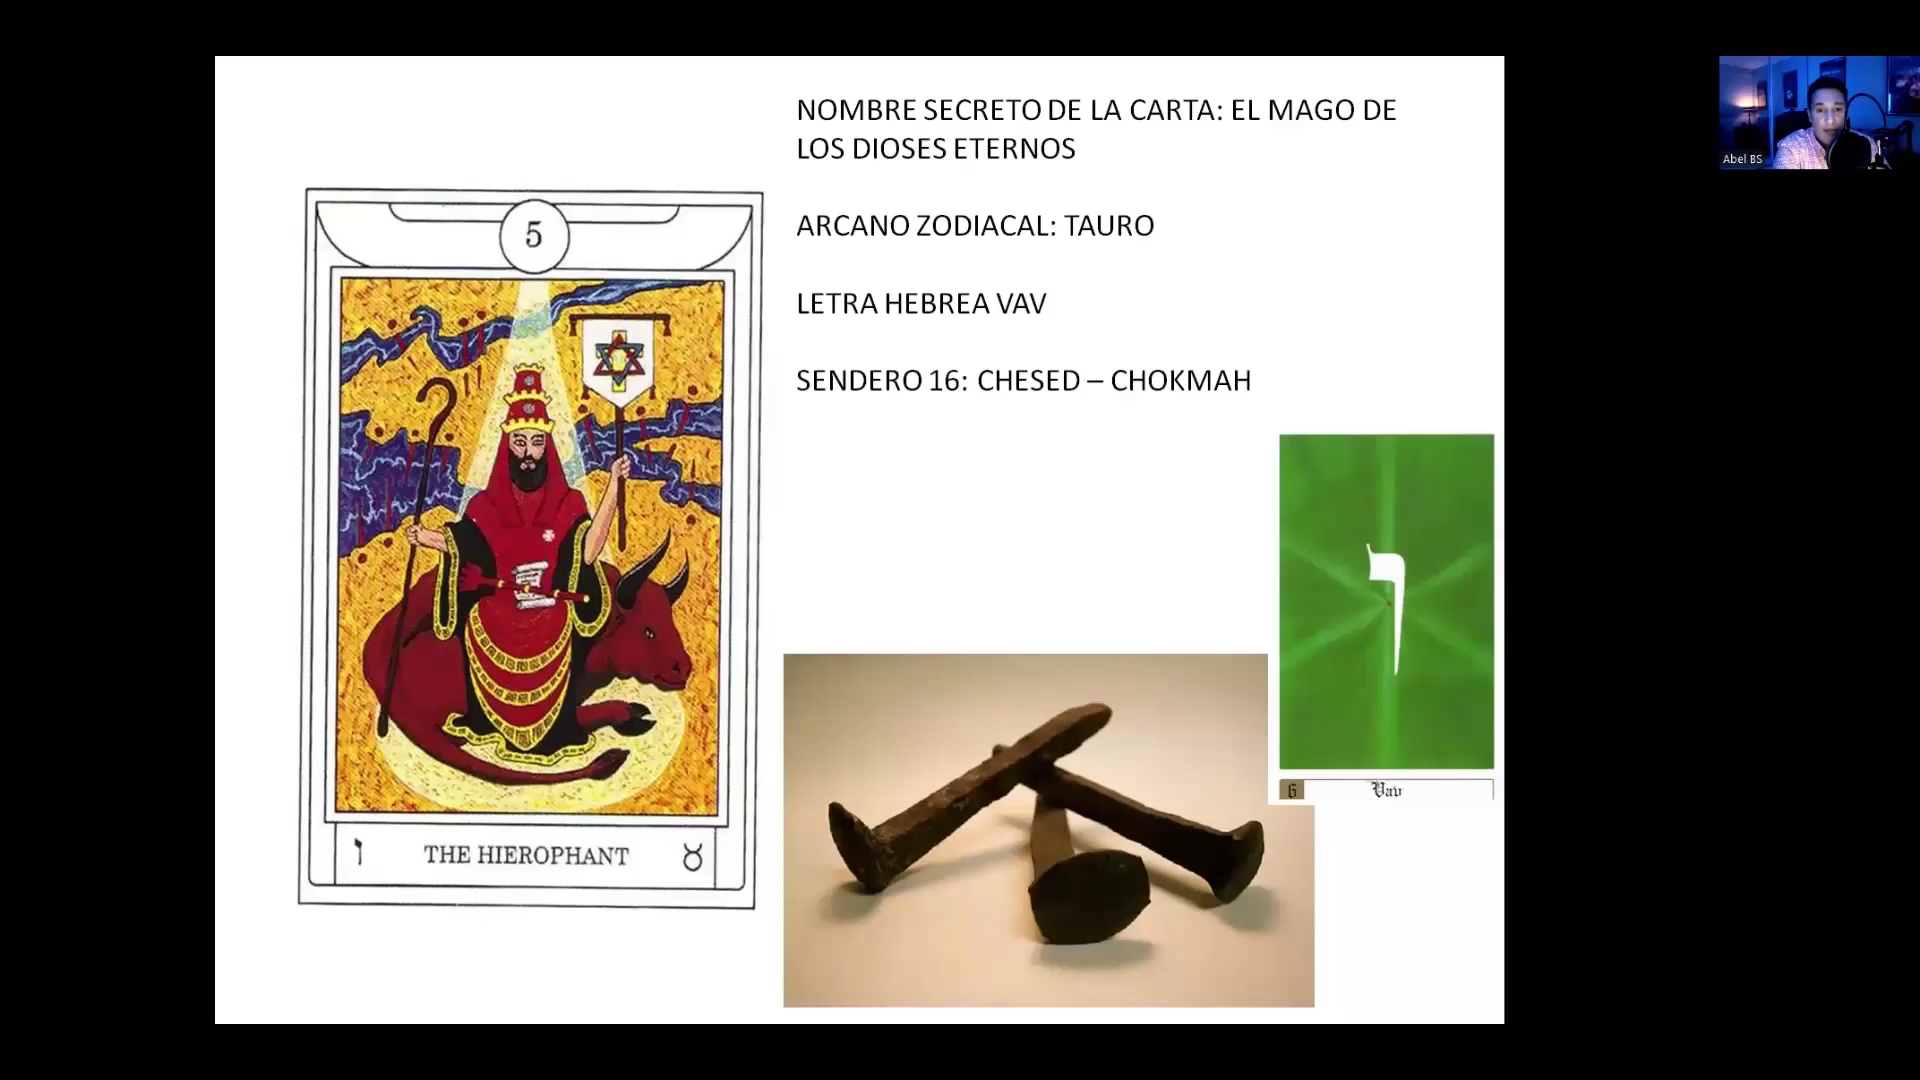 NOMBRE SECRETO DE LA CARTA: EL MAGO DE
LOS DIOSES ETERNOS
ARCANO ZODIACAL: TAURO
LETRA HEBREA VAV
SENDERO 16: CHESED – CHOKMAH
5
ו THE HIEROPHANT ♉
ו
6 Vav
Abel BS